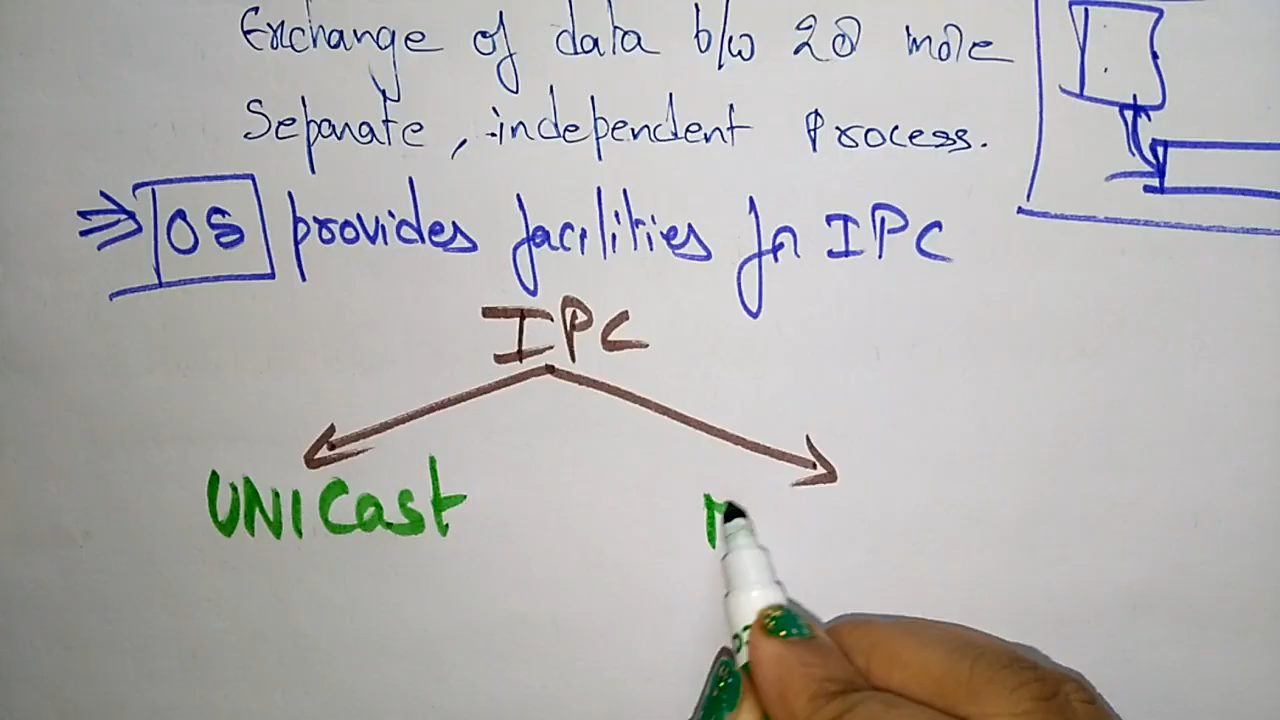 Exchange of data b/w 2 or more
Separate, independent Process.
⇒ OS provides facilities for IPC
IPC
UNICast